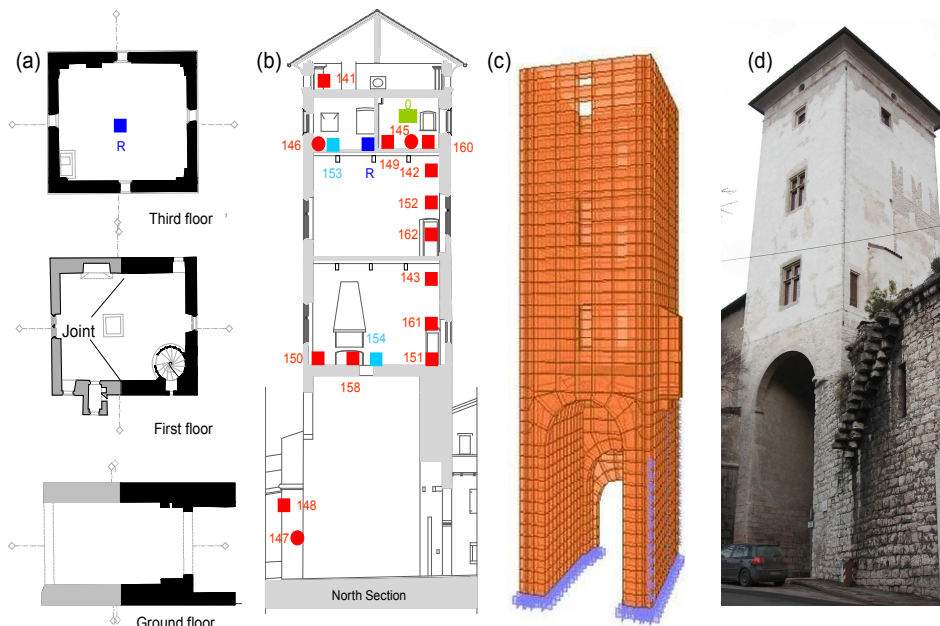 (a)
R
Third floor
Joint
First floor
Ground floor
(b)
141
145
146
153
R
149
160
142
152
162
143
161
154
150
151
158
148
147
North Section
(c)
(d)